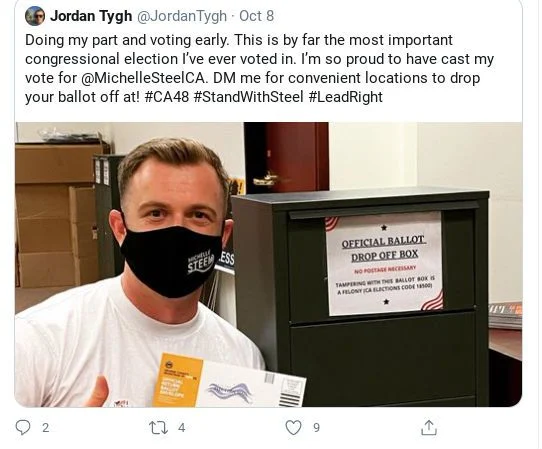 Jordan Tygh @JordanTygh · Oct 8
Doing my part and voting early. This is by far the most important
congressional election I've ever voted in. I'm so proud to have cast my
vote for @MichelleSteelCA. DM me for convenient locations to drop
your ballot off at! #CA48 #StandWithSteel #LeadRight
OFFICIAL BALLOT
DROP OFF BOX
NO POSTAGE NECESSARY
TAMPERING WITH THIS BALLOT BOX IS
A FELONY (CA ELECTIONS CODE 18500)
MICHELLE
STEEL
ESS
OFFICIAL
RETURN
BALLOT
ENVELOPE
2
4
9